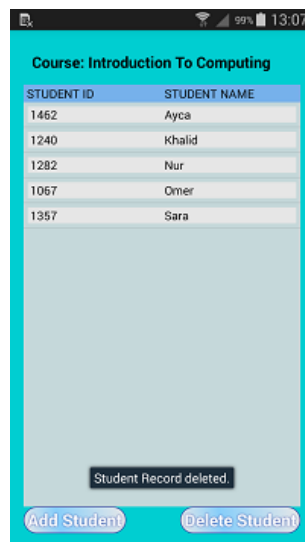 99% 13:07
Course: Introduction To Computing
STUDENT ID STUDENT NAME
1462 Ayca
1240 Khalid
1282 Nur
1067 Omer
1357 Sara
Student Record deleted.
Add Student Delete Student